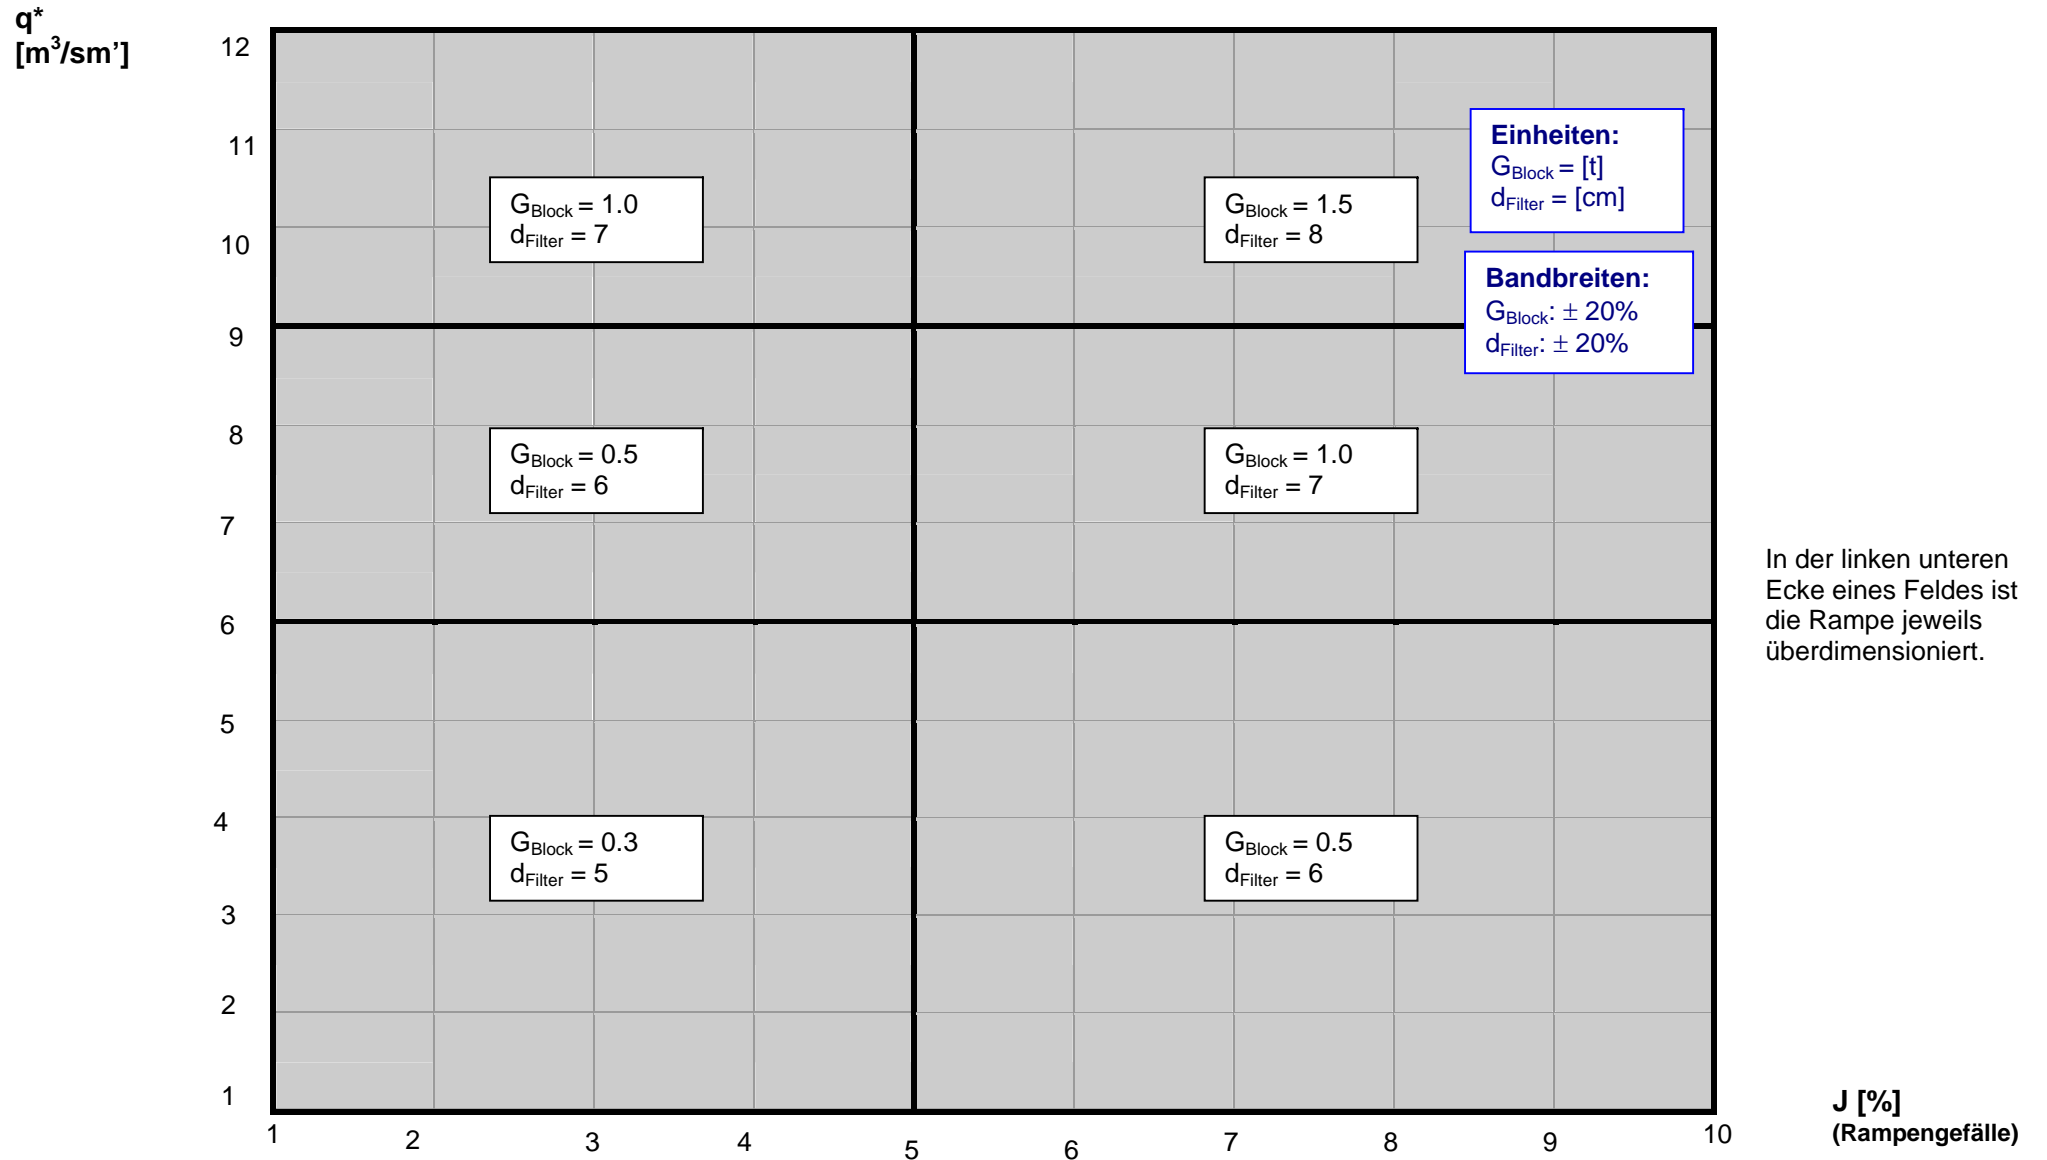 q*
[m³/sm’]
12
11
10
9
8
7
6
5
4
3
2
1
G_Block = 1.0
d_Filter = 7
G_Block = 1.5
d_Filter = 8
Einheiten:
G_Block = [t]
d_Filter = [cm]
Bandbreiten:
G_Block: ± 20%
d_Filter: ± 20%
G_Block = 0.5
d_Filter = 6
G_Block = 1.0
d_Filter = 7
In der linken unteren
Ecke eines Feldes ist
die Rampe jeweils
überdimensioniert.
G_Block = 0.3
d_Filter = 5
G_Block = 0.5
d_Filter = 6
1 2 3 4 5 6 7 8 9 10
J [%]
(Rampengefälle)